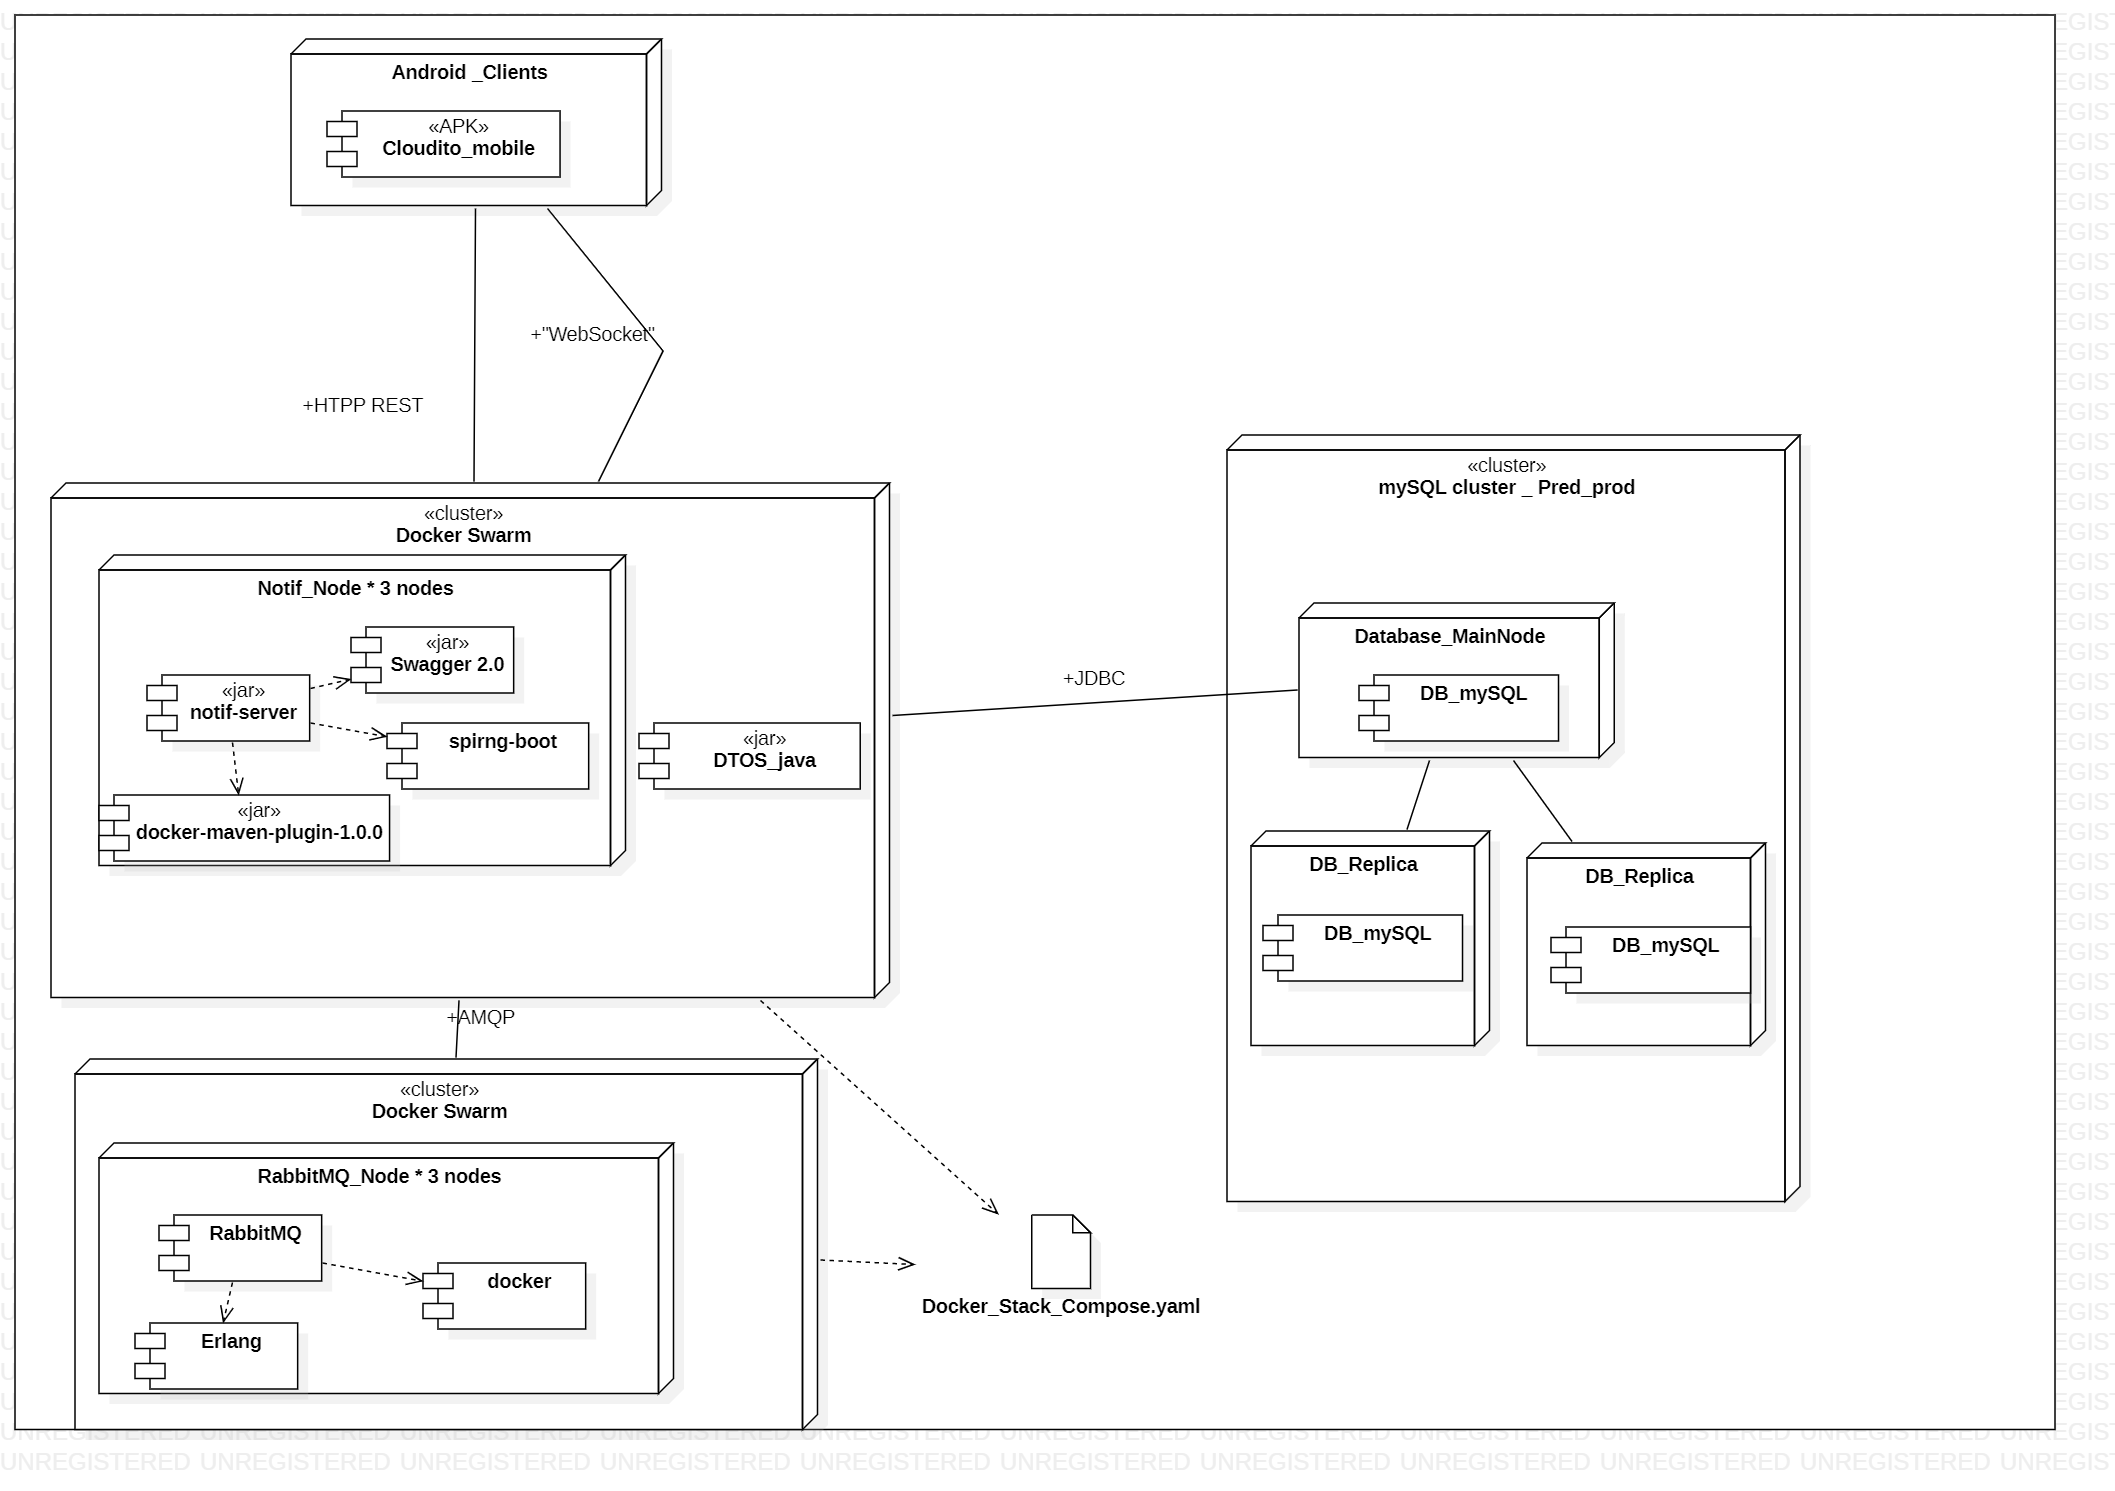 Android _Clients
«APK»
Cloudito_mobile
+"WebSocket"
+HTPP REST
«cluster»
Docker Swarm
Notif_Node * 3 nodes
«jar»
Swagger 2.0
«jar»
notif-server
spirng-boot
«jar»
DTOS_java
«jar»
docker-maven-plugin-1.0.0
+JDBC
«cluster»
mySQL cluster _ Pred_prod
Database_MainNode
DB_mySQL
DB_Replica
DB_mySQL
DB_Replica
DB_mySQL
+AMQP
«cluster»
Docker Swarm
RabbitMQ_Node * 3 nodes
RabbitMQ
docker
Erlang
Docker_Stack_Compose.yaml
UNREGISTERED UNREGISTERED UNREGISTERED UNREGISTERED UNREGISTERED UNREGISTERED UNREGISTERED UNREGISTERED UNREGISTERED UNREGISTERED UNREGIST